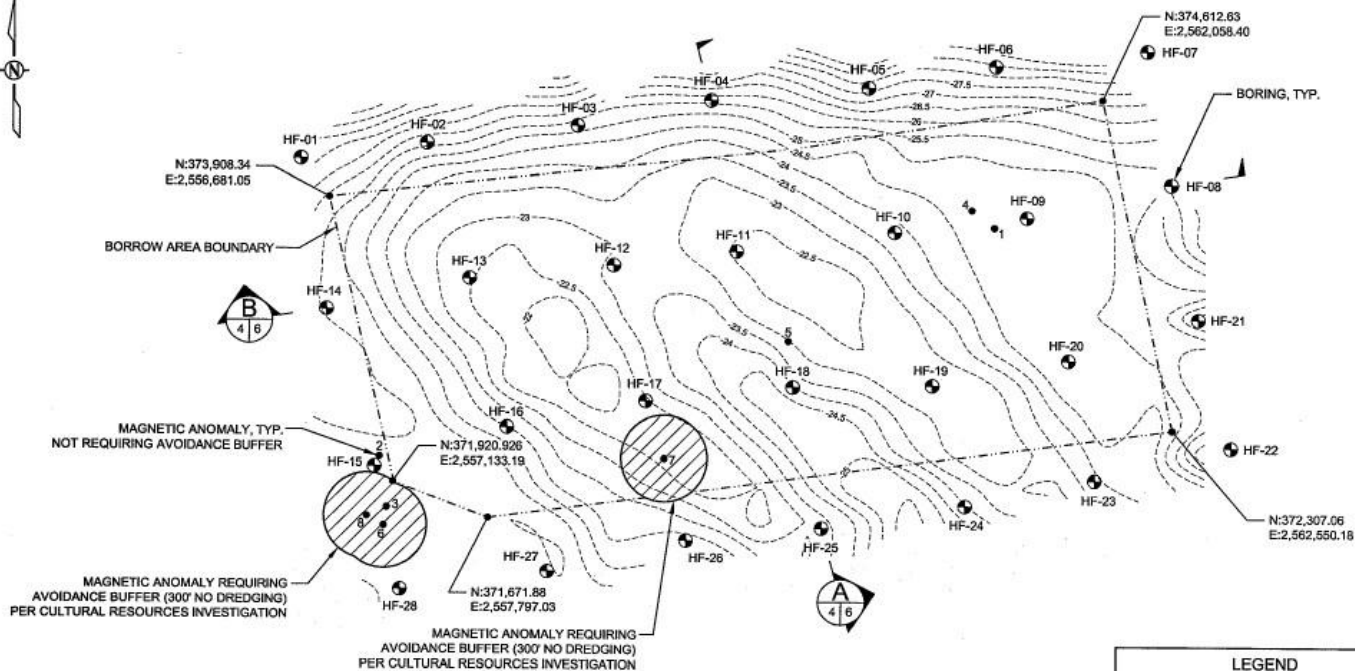 N
N:374,612.63
E:2,562,058.40
HF-06
HF-07
HF-05
-27.5
HF-04
-27
-26.5
BORING, TYP.
HF-03
-26
HF-02
-25.5
HF-01
-25
-24.5
N:373,908.34
E:2,556,681.05
-24
HF-08
-23.5
4
HF-09
-23
-23
HF-10
1
BORROW AREA BOUNDARY
HF-11
HF-12
-22.5
HF-13
-22.5
HF-14
B
4 6
HF-21
5
-23.5
-24
HF-20
HF-18
HF-19
HF-17
-24.5
HF-16
MAGNETIC ANOMALY, TYP.
NOT REQUIRING AVOIDANCE BUFFER
2
N:371,920.926
E:2,557,133.19
HF-15
7
HF-22
HF-23
3
8
6
HF-24
N:372,307.06
E:2,562,550.18
HF-25
HF-26
HF-27
MAGNETIC ANOMALY REQUIRING
AVOIDANCE BUFFER (300' NO DREDGING)
PER CULTURAL RESOURCES INVESTIGATION
HF-28
N:371,671.88
E:2,557,797.03
A
4 6
MAGNETIC ANOMALY REQUIRING
AVOIDANCE BUFFER (300' NO DREDGING)
PER CULTURAL RESOURCES INVESTIGATION
LEGEND